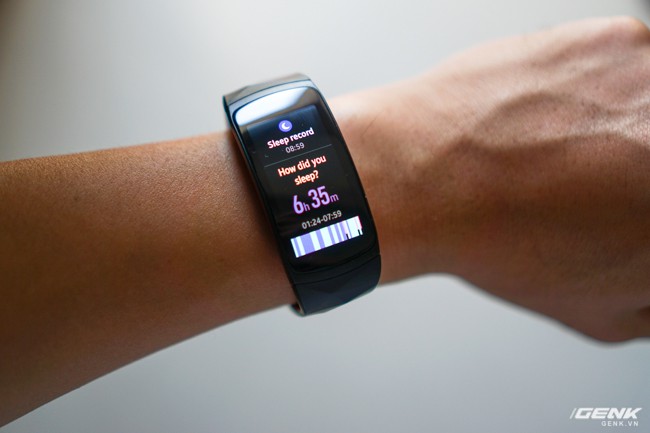 Sleep record
08:59
How did you
sleep?
6h 35m
01:24-07:59
GENK
GENK.VN